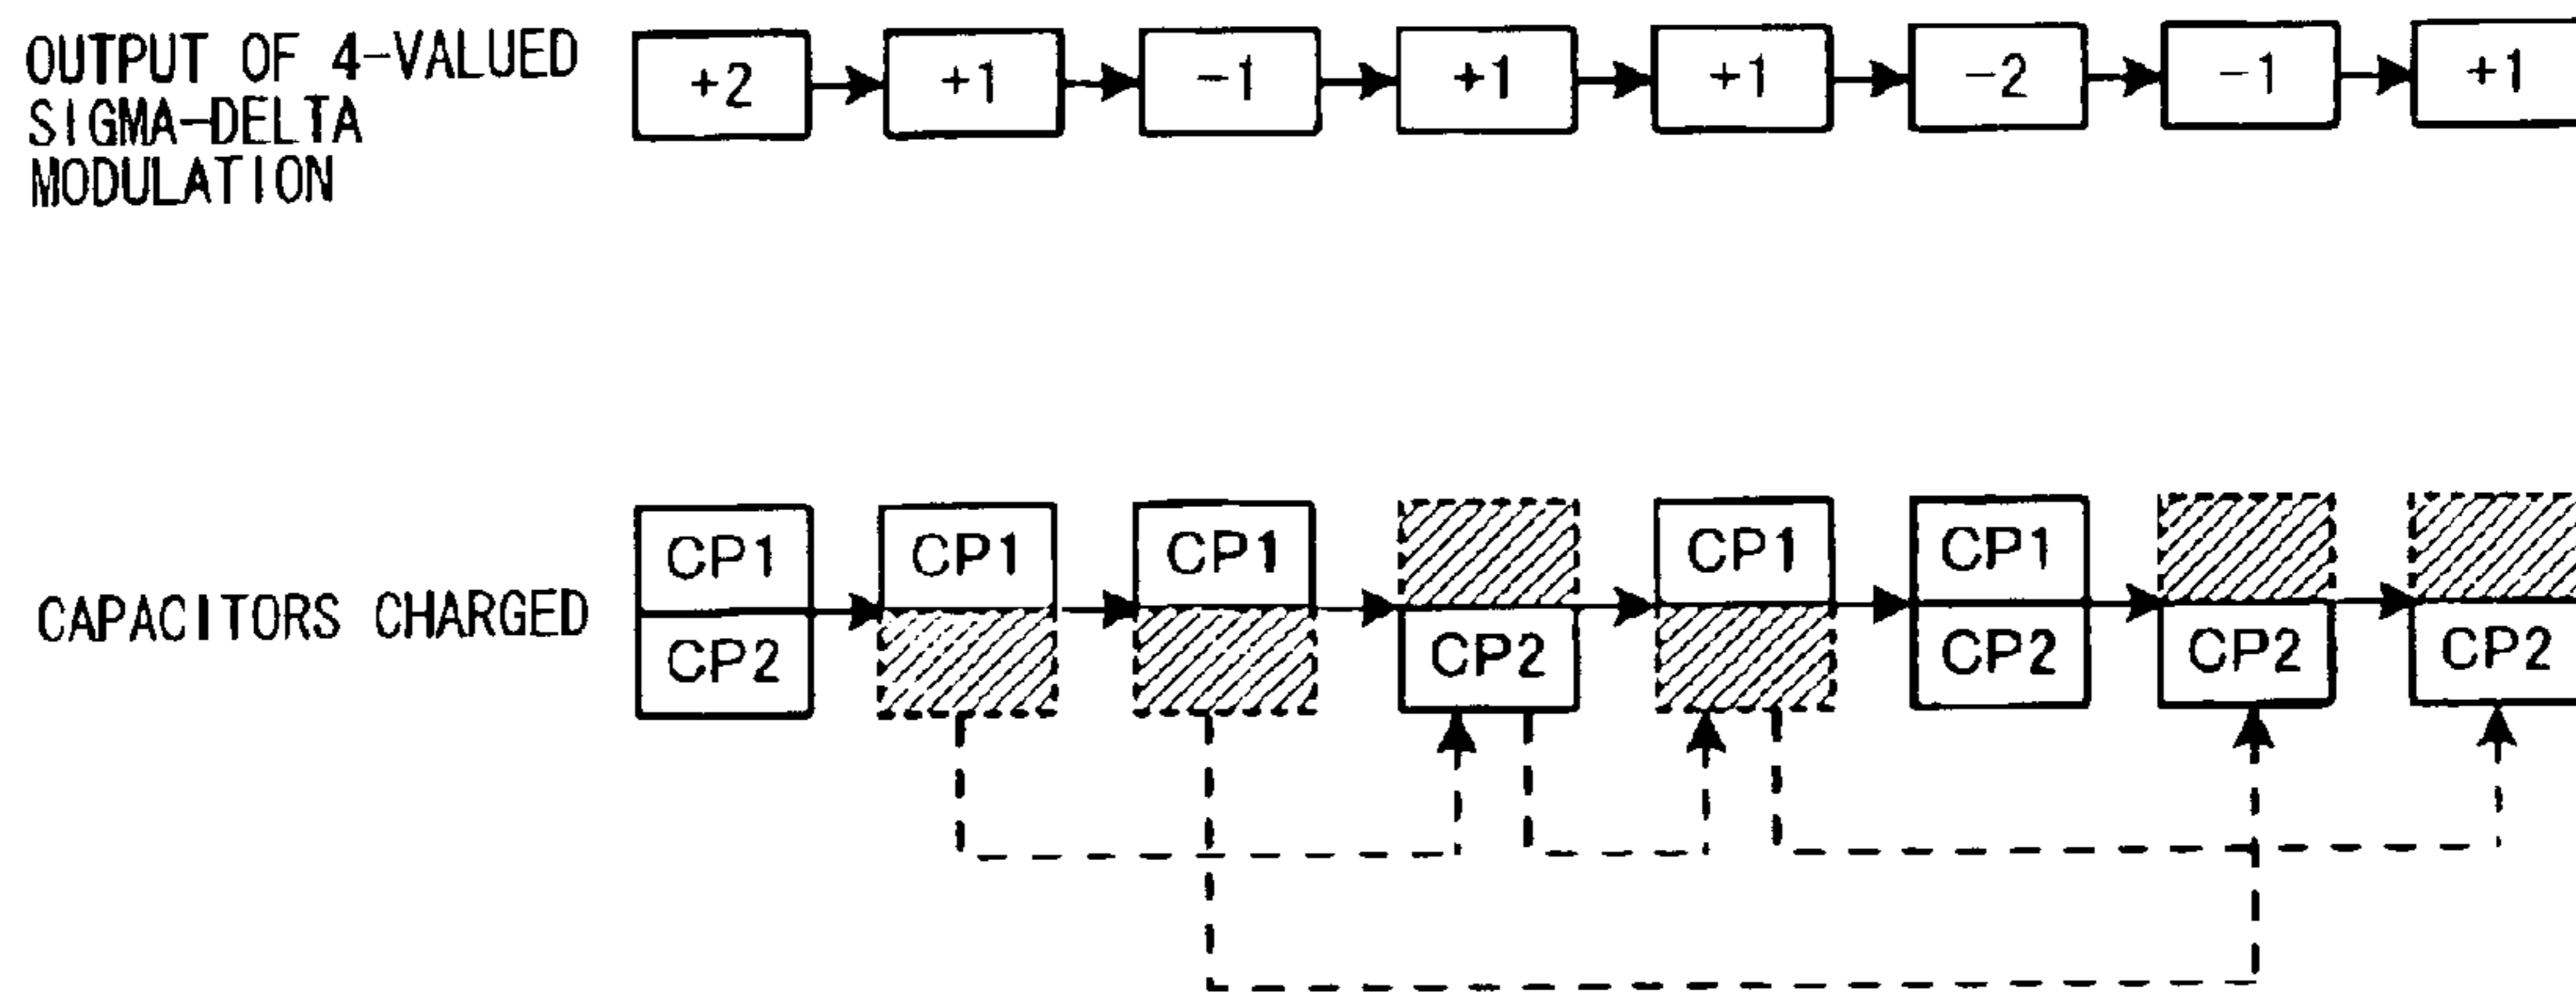 OUTPUT OF 4-VALUED
SIGMA-DELTA
MODULATION
+2 +1 -1 +1 +1 -2 -1 +1
CAPACITORS CHARGED
CP1 CP1 CP1 CP1 CP1
CP2 CP2 CP2 CP2 CP2